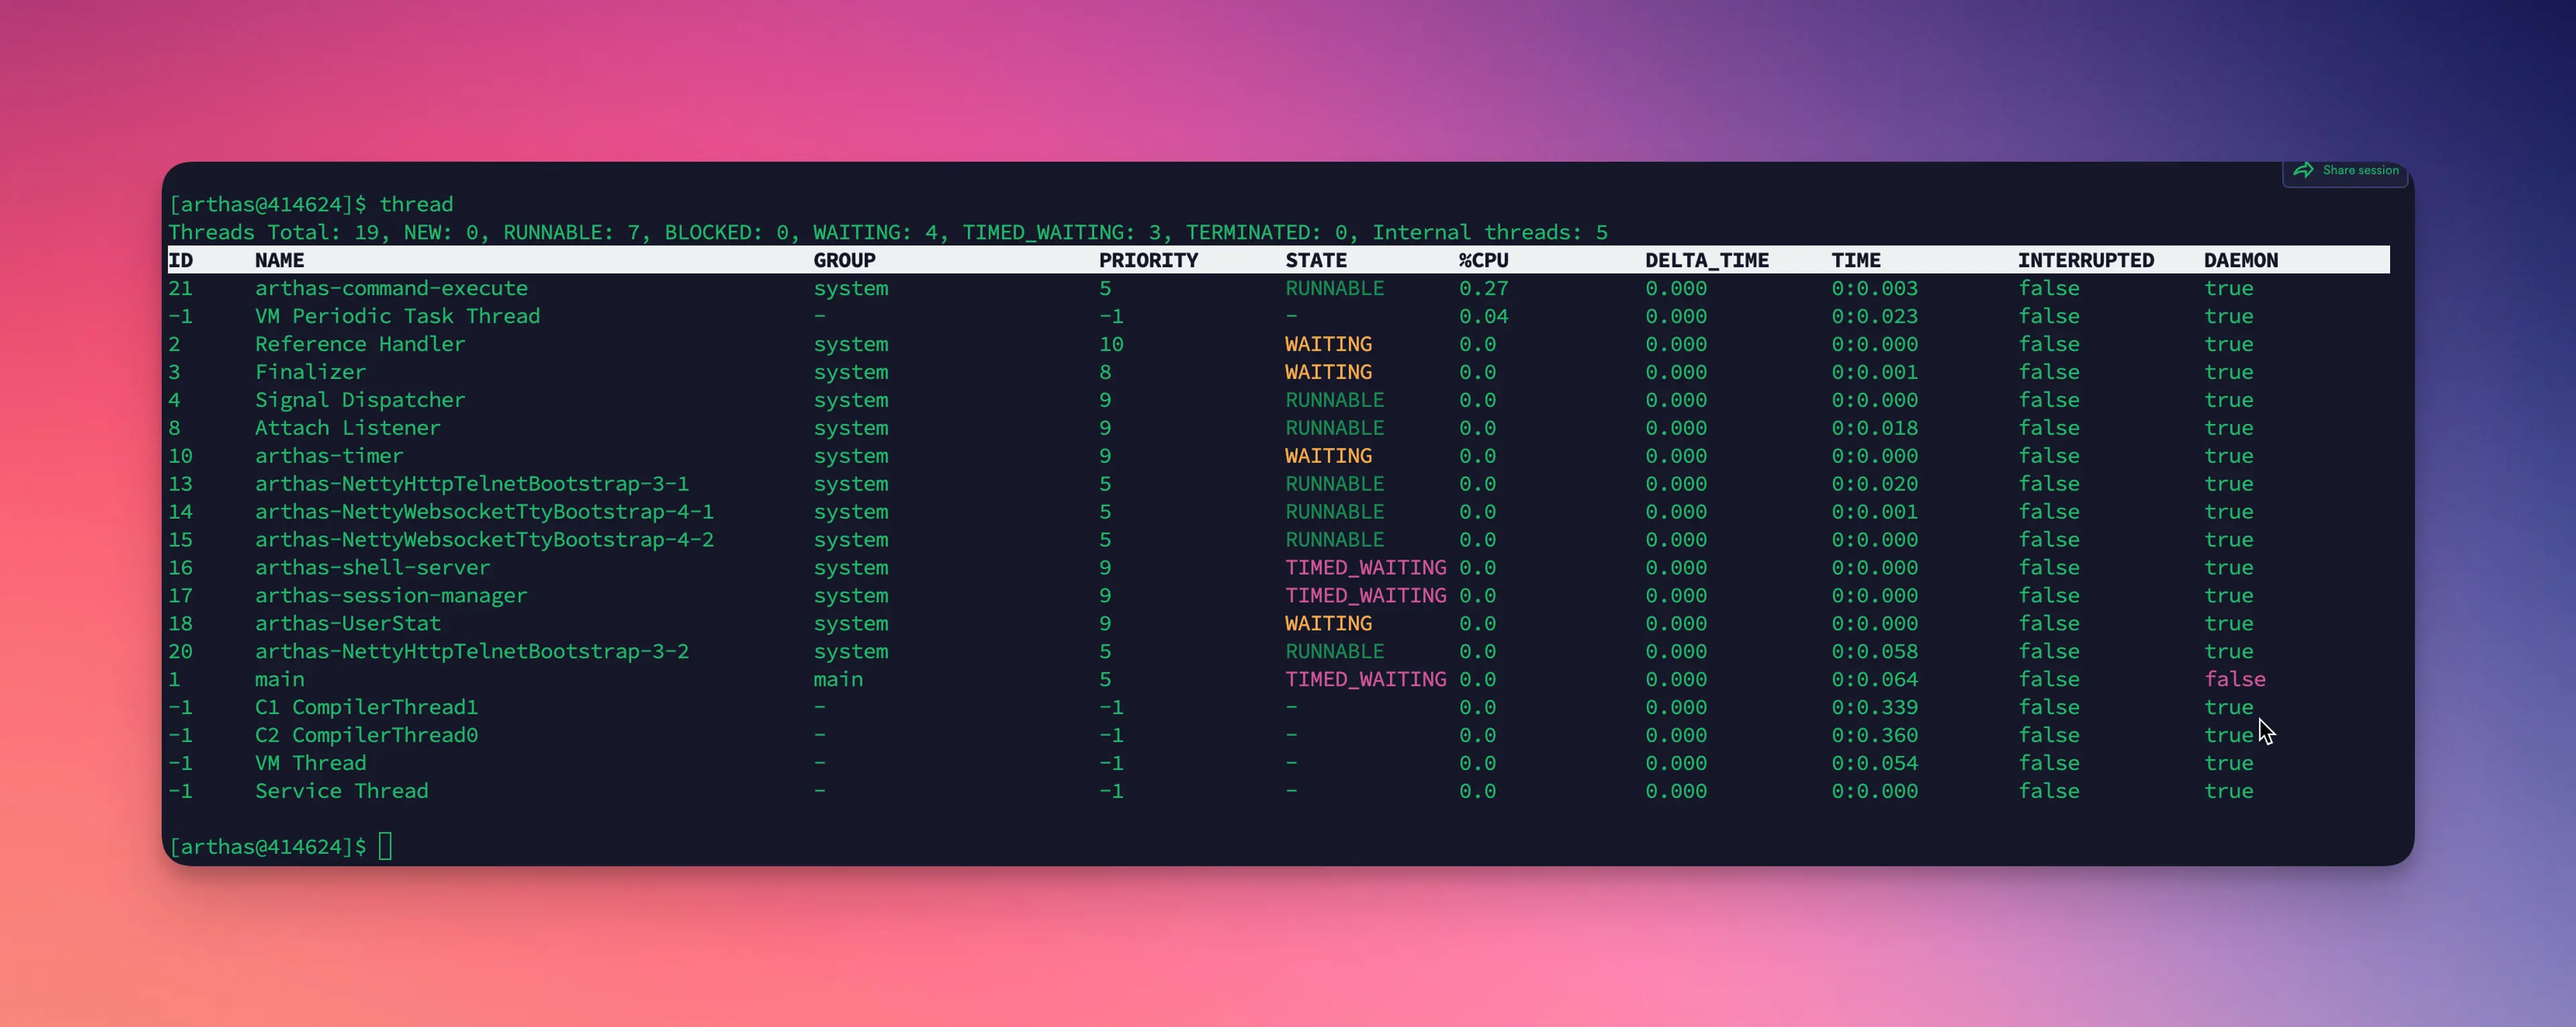 Share session
[arthas@414624]$ thread
Threads Total: 19, NEW: 0, RUNNABLE: 7, BLOCKED: 0, WAITING: 4, TIMED_WAITING: 3, TERMINATED: 0, Internal threads: 5
ID NAME GROUP PRIORITY STATE %CPU DELTA_TIME TIME INTERRUPTED DAEMON
21 arthas-command-execute system 5 RUNNABLE 0.27 0.000 0:0.003 false true
-1 VM Periodic Task Thread - -1 - 0.04 0.000 0:0.023 false true
2 Reference Handler system 10 WAITING 0.0 0.000 0:0.000 false true
3 Finalizer system 8 WAITING 0.0 0.000 0:0.001 false true
4 Signal Dispatcher system 9 RUNNABLE 0.0 0.000 0:0.000 false true
8 Attach Listener system 9 RUNNABLE 0.0 0.000 0:0.018 false true
10 arthas-timer system 9 WAITING 0.0 0.000 0:0.000 false true
13 arthas-NettyHttpTelnetBootstrap-3-1 system 5 RUNNABLE 0.0 0.000 0:0.020 false true
14 arthas-NettyWebsocketTtyBootstrap-4-1 system 5 RUNNABLE 0.0 0.000 0:0.001 false true
15 arthas-NettyWebsocketTtyBootstrap-4-2 system 5 RUNNABLE 0.0 0.000 0:0.000 false true
16 arthas-shell-server system 9 TIMED_WAITING 0.0 0.000 0:0.000 false true
17 arthas-session-manager system 9 TIMED_WAITING 0.0 0.000 0:0.000 false true
18 arthas-UserStat system 9 WAITING 0.0 0.000 0:0.000 false true
20 arthas-NettyHttpTelnetBootstrap-3-2 system 5 RUNNABLE 0.0 0.000 0:0.058 false true
1 main main 5 TIMED_WAITING 0.0 0.000 0:0.064 false false
-1 C1 CompilerThread1 - -1 - 0.0 0.000 0:0.339 false true
-1 C2 CompilerThread0 - -1 - 0.0 0.000 0:0.360 false true
-1 VM Thread - -1 - 0.0 0.000 0:0.054 false true
-1 Service Thread - -1 - 0.0 0.000 0:0.000 false true
[arthas@414624]$